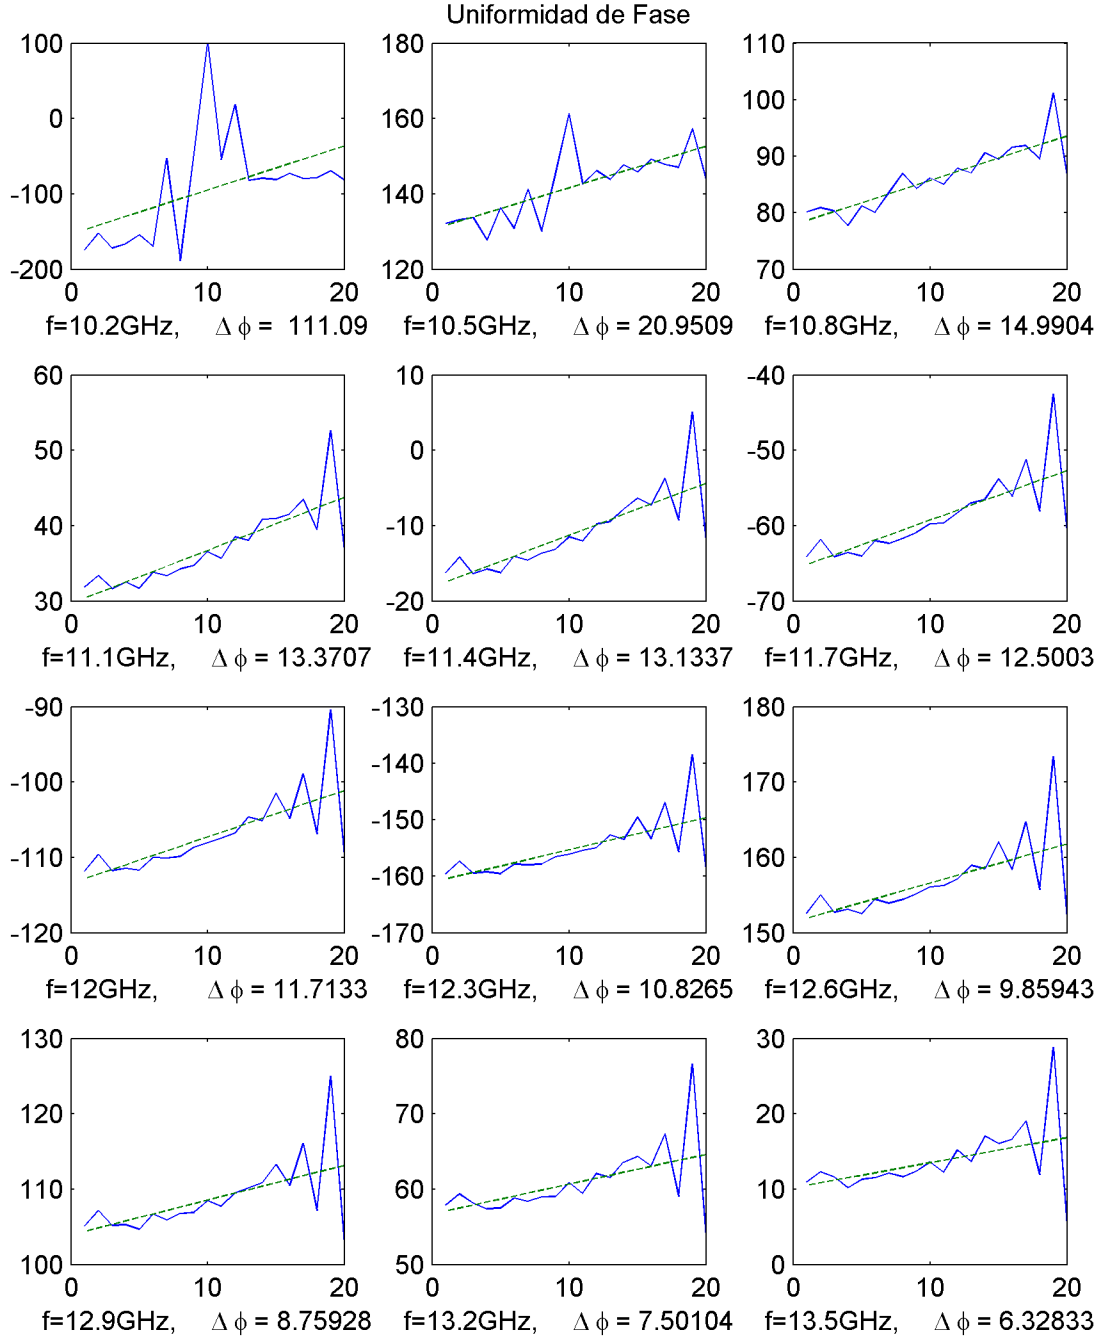 Uniformidad de Fase
100
0
-100
-200
0 10 20
f=10.2GHz, Δ ϕ = 111.09
180
160
140
120
0 10 20
f=10.5GHz, Δ ϕ = 20.9509
110
100
90
80
70
0 10 20
f=10.8GHz, Δ ϕ = 14.9904
60
50
40
30
0 10 20
f=11.1GHz, Δ ϕ = 13.3707
10
0
-10
-20
0 10 20
f=11.4GHz, Δ ϕ = 13.1337
-40
-50
-60
-70
0 10 20
f=11.7GHz, Δ ϕ = 12.5003
-90
-100
-110
-120
0 10 20
f=12GHz, Δ ϕ = 11.7133
-130
-140
-150
-160
-170
0 10 20
f=12.3GHz, Δ ϕ = 10.8265
180
170
160
150
0 10 20
f=12.6GHz, Δ ϕ = 9.85943
130
120
110
100
0 10 20
f=12.9GHz, Δ ϕ = 8.75928
80
70
60
50
0 10 20
f=13.2GHz, Δ ϕ = 7.50104
30
20
10
0
0 10 20
f=13.5GHz, Δ ϕ = 6.32833